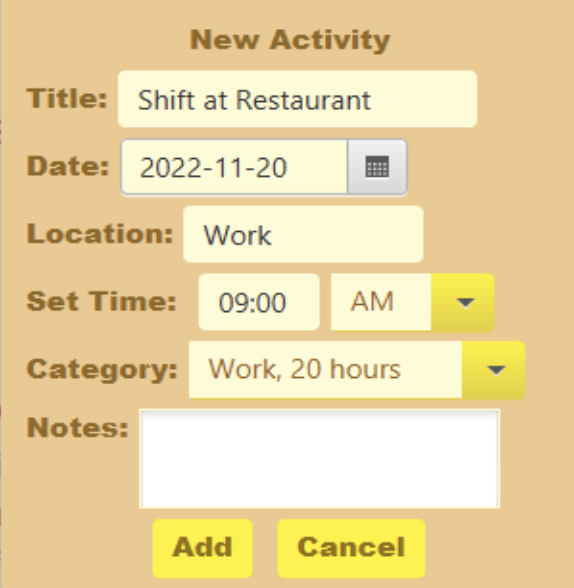 New Activity
Title: Shift at Restaurant
Date: 2022-11-20
Location: Work
Set Time: 09:00 AM
Category: Work, 20 hours
Notes:
Add Cancel